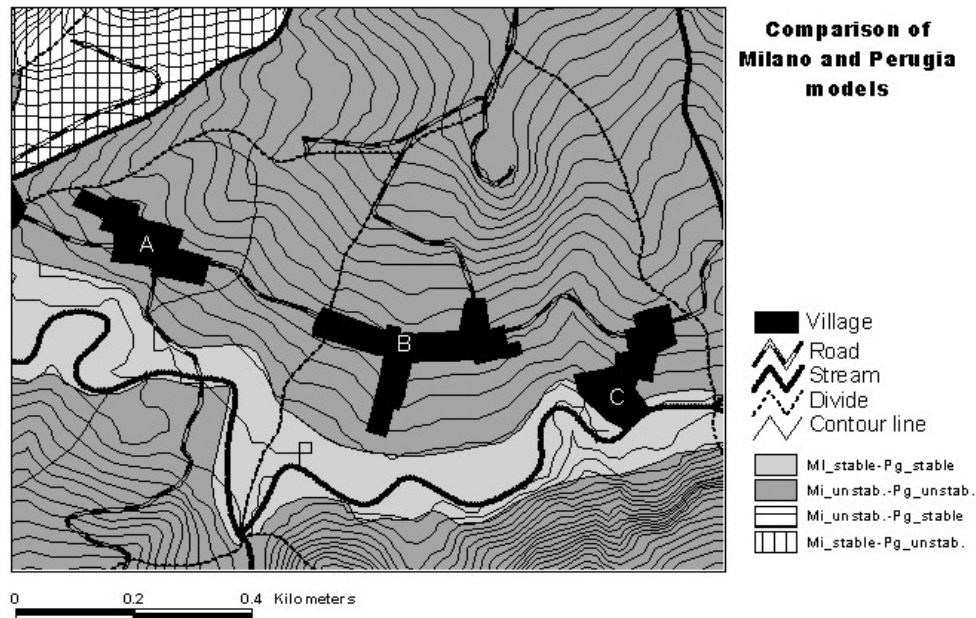 Comparison of
Milano and Perugia
models
A
B
C
Village
Road
Stream
Divide
Contour line
MI_stable-Pg_stable
Mi_unstab.-Pg_unstab.
Mi_unstab.-Pg_stable
Mi_stable-Pg_unstab.
0 0.2 0.4 Kilometers